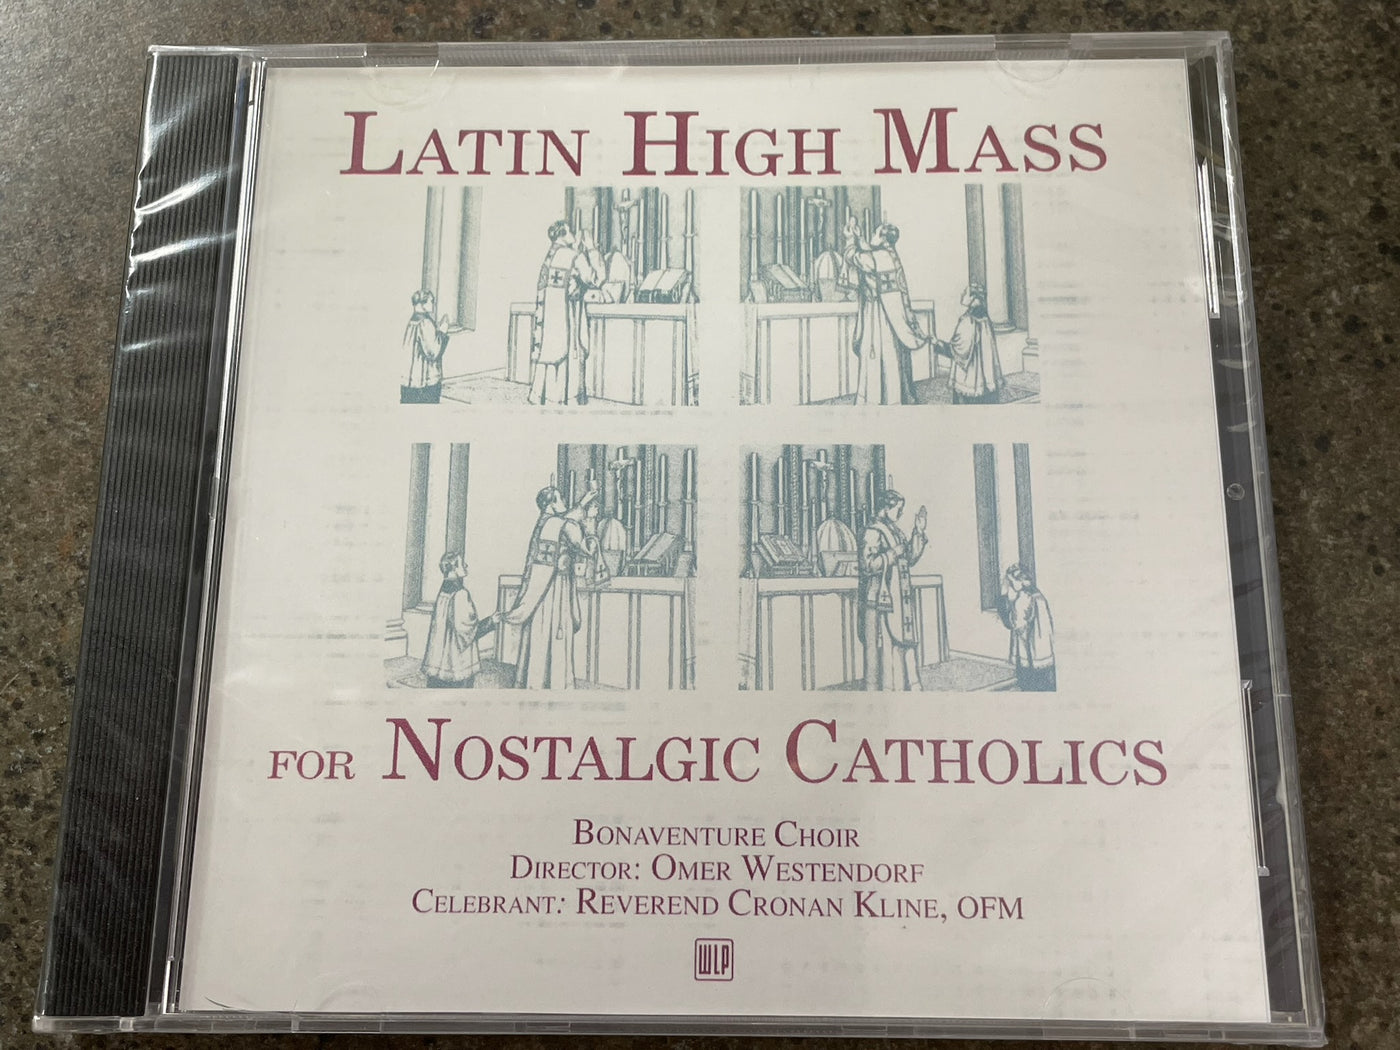 LATIN HIGH MASS
FOR NOSTALGIC CATHOLICS
BONAVENTURE CHOIR
DIRECTOR: OMER WESTENDORF
CELEBRANT: REVEREND CRONAN KLINE, OFM
WLP